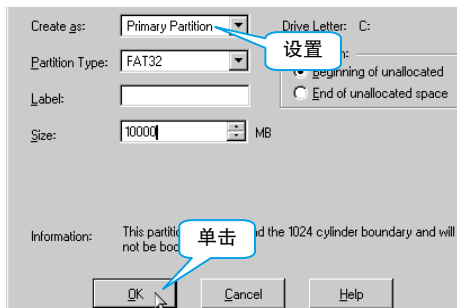 Create as: Primary Partition Drive Letter: C:
设置
Partition Type: FAT32
Beginning of unallocated
Label: End of unallocated space
Size: 10000 MB
Information: This partiti d the 1024 cylinder boundary and will
not be boo
单击
OK Cancel Help